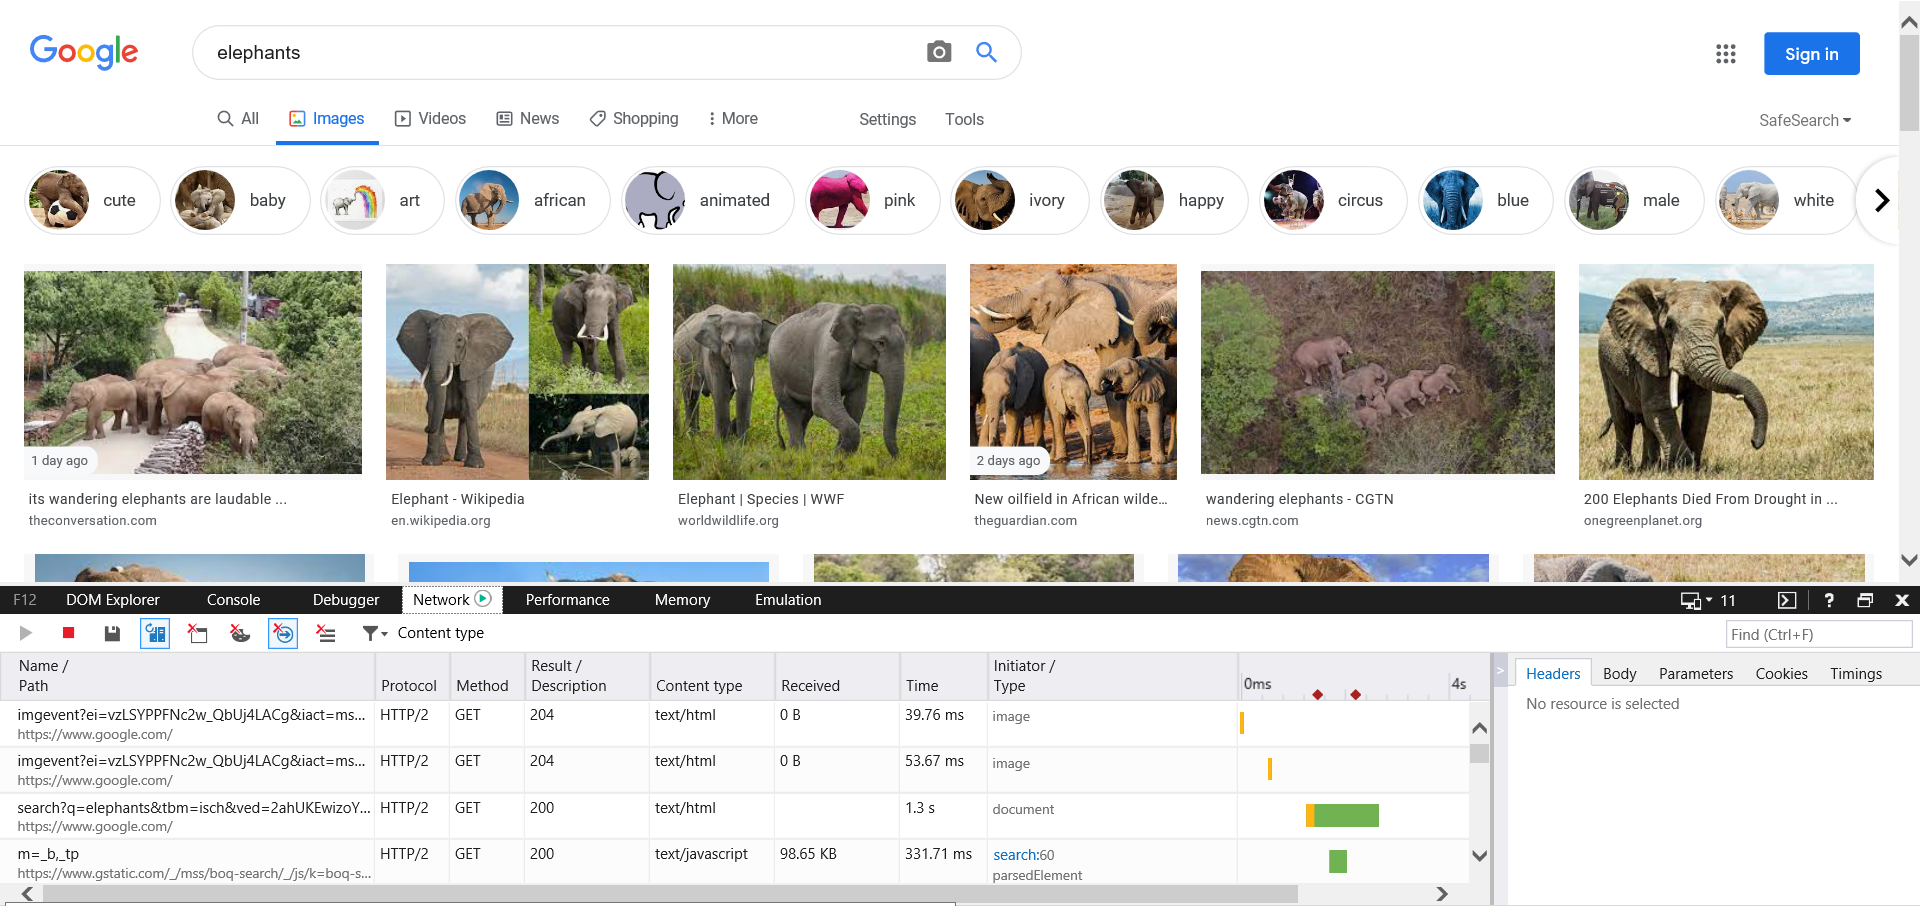 Google
elephants
Sign in
All
Images
Videos
News
Shopping
More
Settings
Tools
SafeSearch
cute
baby
art
african
animated
pink
ivory
happy
circus
blue
male
white
1 day ago
2 days ago
its wandering elephants are laudable ...
theconversation.com
Elephant - Wikipedia
en.wikipedia.org
Elephant | Species | WWF
worldwildlife.org
New oilfield in African wilde...
theguardian.com
wandering elephants - CGTN
news.cgtn.com
200 Elephants Died From Drought in ...
onegreenplanet.org
F12 DOM Explorer Console Debugger Network Performance Memory Emulation 11 ?
Content type
Find (Ctrl+F)
Name /
Path
Protocol
Method
Result /
Description
Content type
Received
Time
Initiator /
Type
0ms 4s
imgevent?ei=vzLSYPPFNc2w_QbUj4LACg&iact=ms... HTTP/2 GET 204 text/html 0 B 39.76 ms image
https://www.google.com/
imgevent?ei=vzLSYPPFNc2w_QbUj4LACg&iact=ms... HTTP/2 GET 204 text/html 0 B 53.67 ms image
https://www.google.com/
search?q=elephants&tbm=isch&ved=2ahUKEwizoY... HTTP/2 GET 200 text/html 1.3 s document
https://www.google.com/
m=_b,_tp HTTP/2 GET 200 text/javascript 98.65 KB 331.71 ms search:60
https://www.gstatic.com/_/mss/boq-search/_/js/k=boq-s... parsedElement
Headers Body Parameters Cookies Timings
No resource is selected